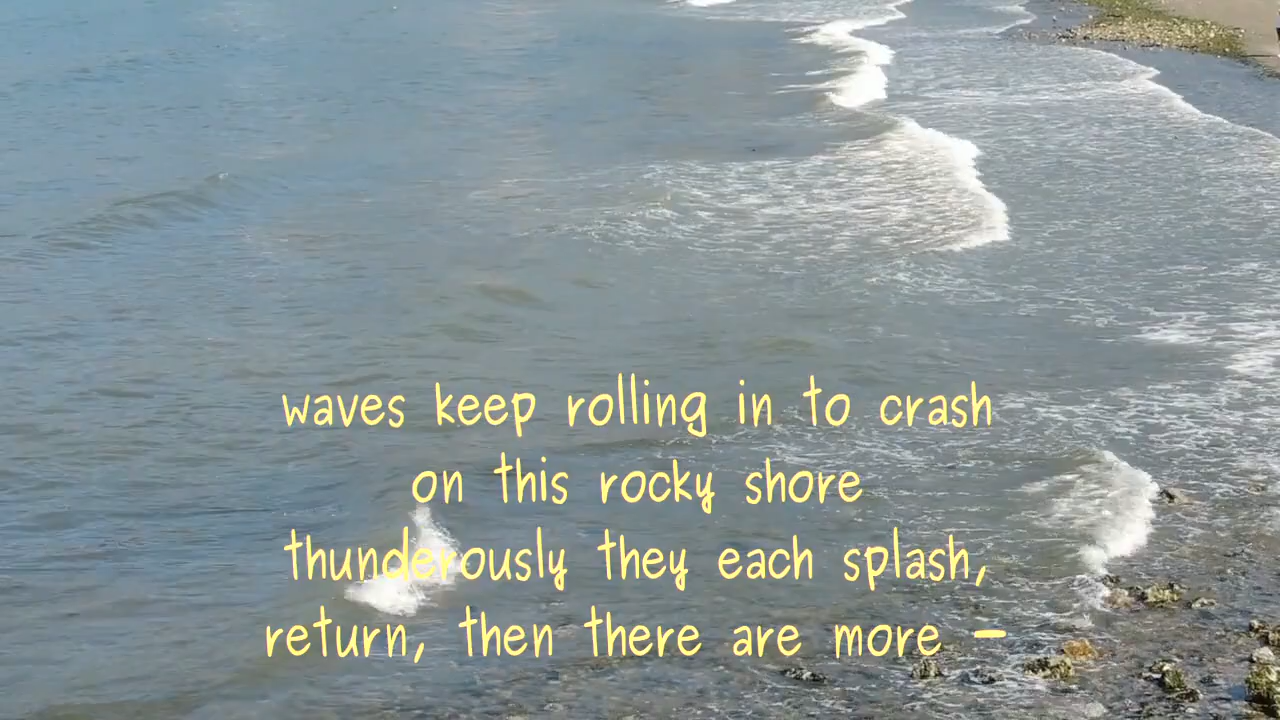 waves keep rolling in to crash
on this rocky shore
thunderously they each splash,
return, then there are more –